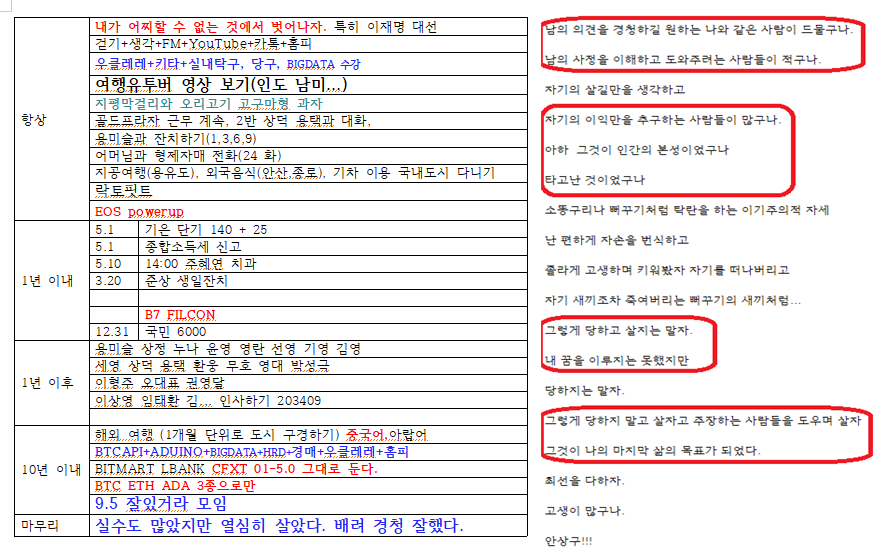 항상
내가 어찌할 수 없는 것에서 벗어나자. 특히 이재명 대선
걷기+생각+FM+YouTube+카톡+홈피
우클레레+키타+실내탁구, 당구, BIGDATA 수강
여행유투버 영상 보기(인도 남미...)
지평막걸리와 오리고기 고구마형 과자
골드프라자 근무 계속, 2반 상덕 용택과 대화,
용미술과 잔치하기(1,3,6,9)
어머님과 형제자매 전화(24 화)
지공여행(용유도), 외국음식(안산,종로), 기차 이용 국내도시 다니기
락토핏트
EOS powerup
1년 이내
5.1 기은 단기 140 + 25
5.1 종합소득세 신고
5.10 14:00 주혜연 치과
3.20 준상 생일잔치
B7 FILCON
12.31 국민 6000
1년 이후
용미술 상정 누나 윤영 영란 선영 기영 김영
세영 상덕 용택 환웅 무호 영대 박성극
이형주 오대표 권영달
이상영 임태환 김... 인사하기 203409
10년 이내
해외 여행 (1개월 단위로 도시 구경하기) 중국어,아랍어
BTCAPI+ADUINO+BIGDATA+HRD+경매+우클레레+홈피
BITMART LBANK CFXT 01-5.0 그대로 둔다.
BTC ETH ADA 3종으로만
9.5 잘있거라 모임
마무리
실수도 많았지만 열심히 살았다. 배려 경청 잘했다.
남의 의견을 경청하길 원하는 나와 같은 사람이 드물구나.
남의 사정을 이해하고 도와주려는 사람들이 적구나.
자기의 살길만을 생각하고
자기의 이익만을 추구하는 사람들이 많구나.
아하 그것이 인간의 본성이었구나
타고난 것이었구나
소똥구리나 뻐꾸기처럼 탁란을 하는 이기주의적 자세
난 편하게 자손을 번식하고
졸라게 고생하며 키워봤자 자기를 떠나버리고
자기 새끼조차 죽여버리는 뻐꾸기의 새끼처럼...
그렇게 당하고 살지는 말자.
내 꿈을 이루지는 못했지만
당하지는 말자.
그렇게 당하지 말고 살자고 주장하는 사람들을 도우며 살자
그것이 나의 마지막 삶의 목표가 되었다.
최선을 다하자.
고생이 많구나.
안상구!!!